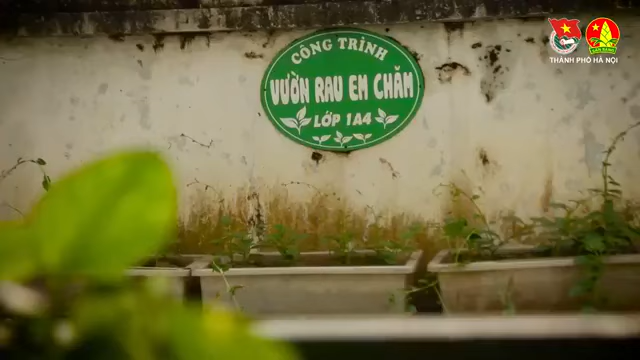 CÔNG TRÌNH
VƯỜN RAU EM CHĂM
LỚP 1A4
THÀNH PHỐ HÀ NỘI